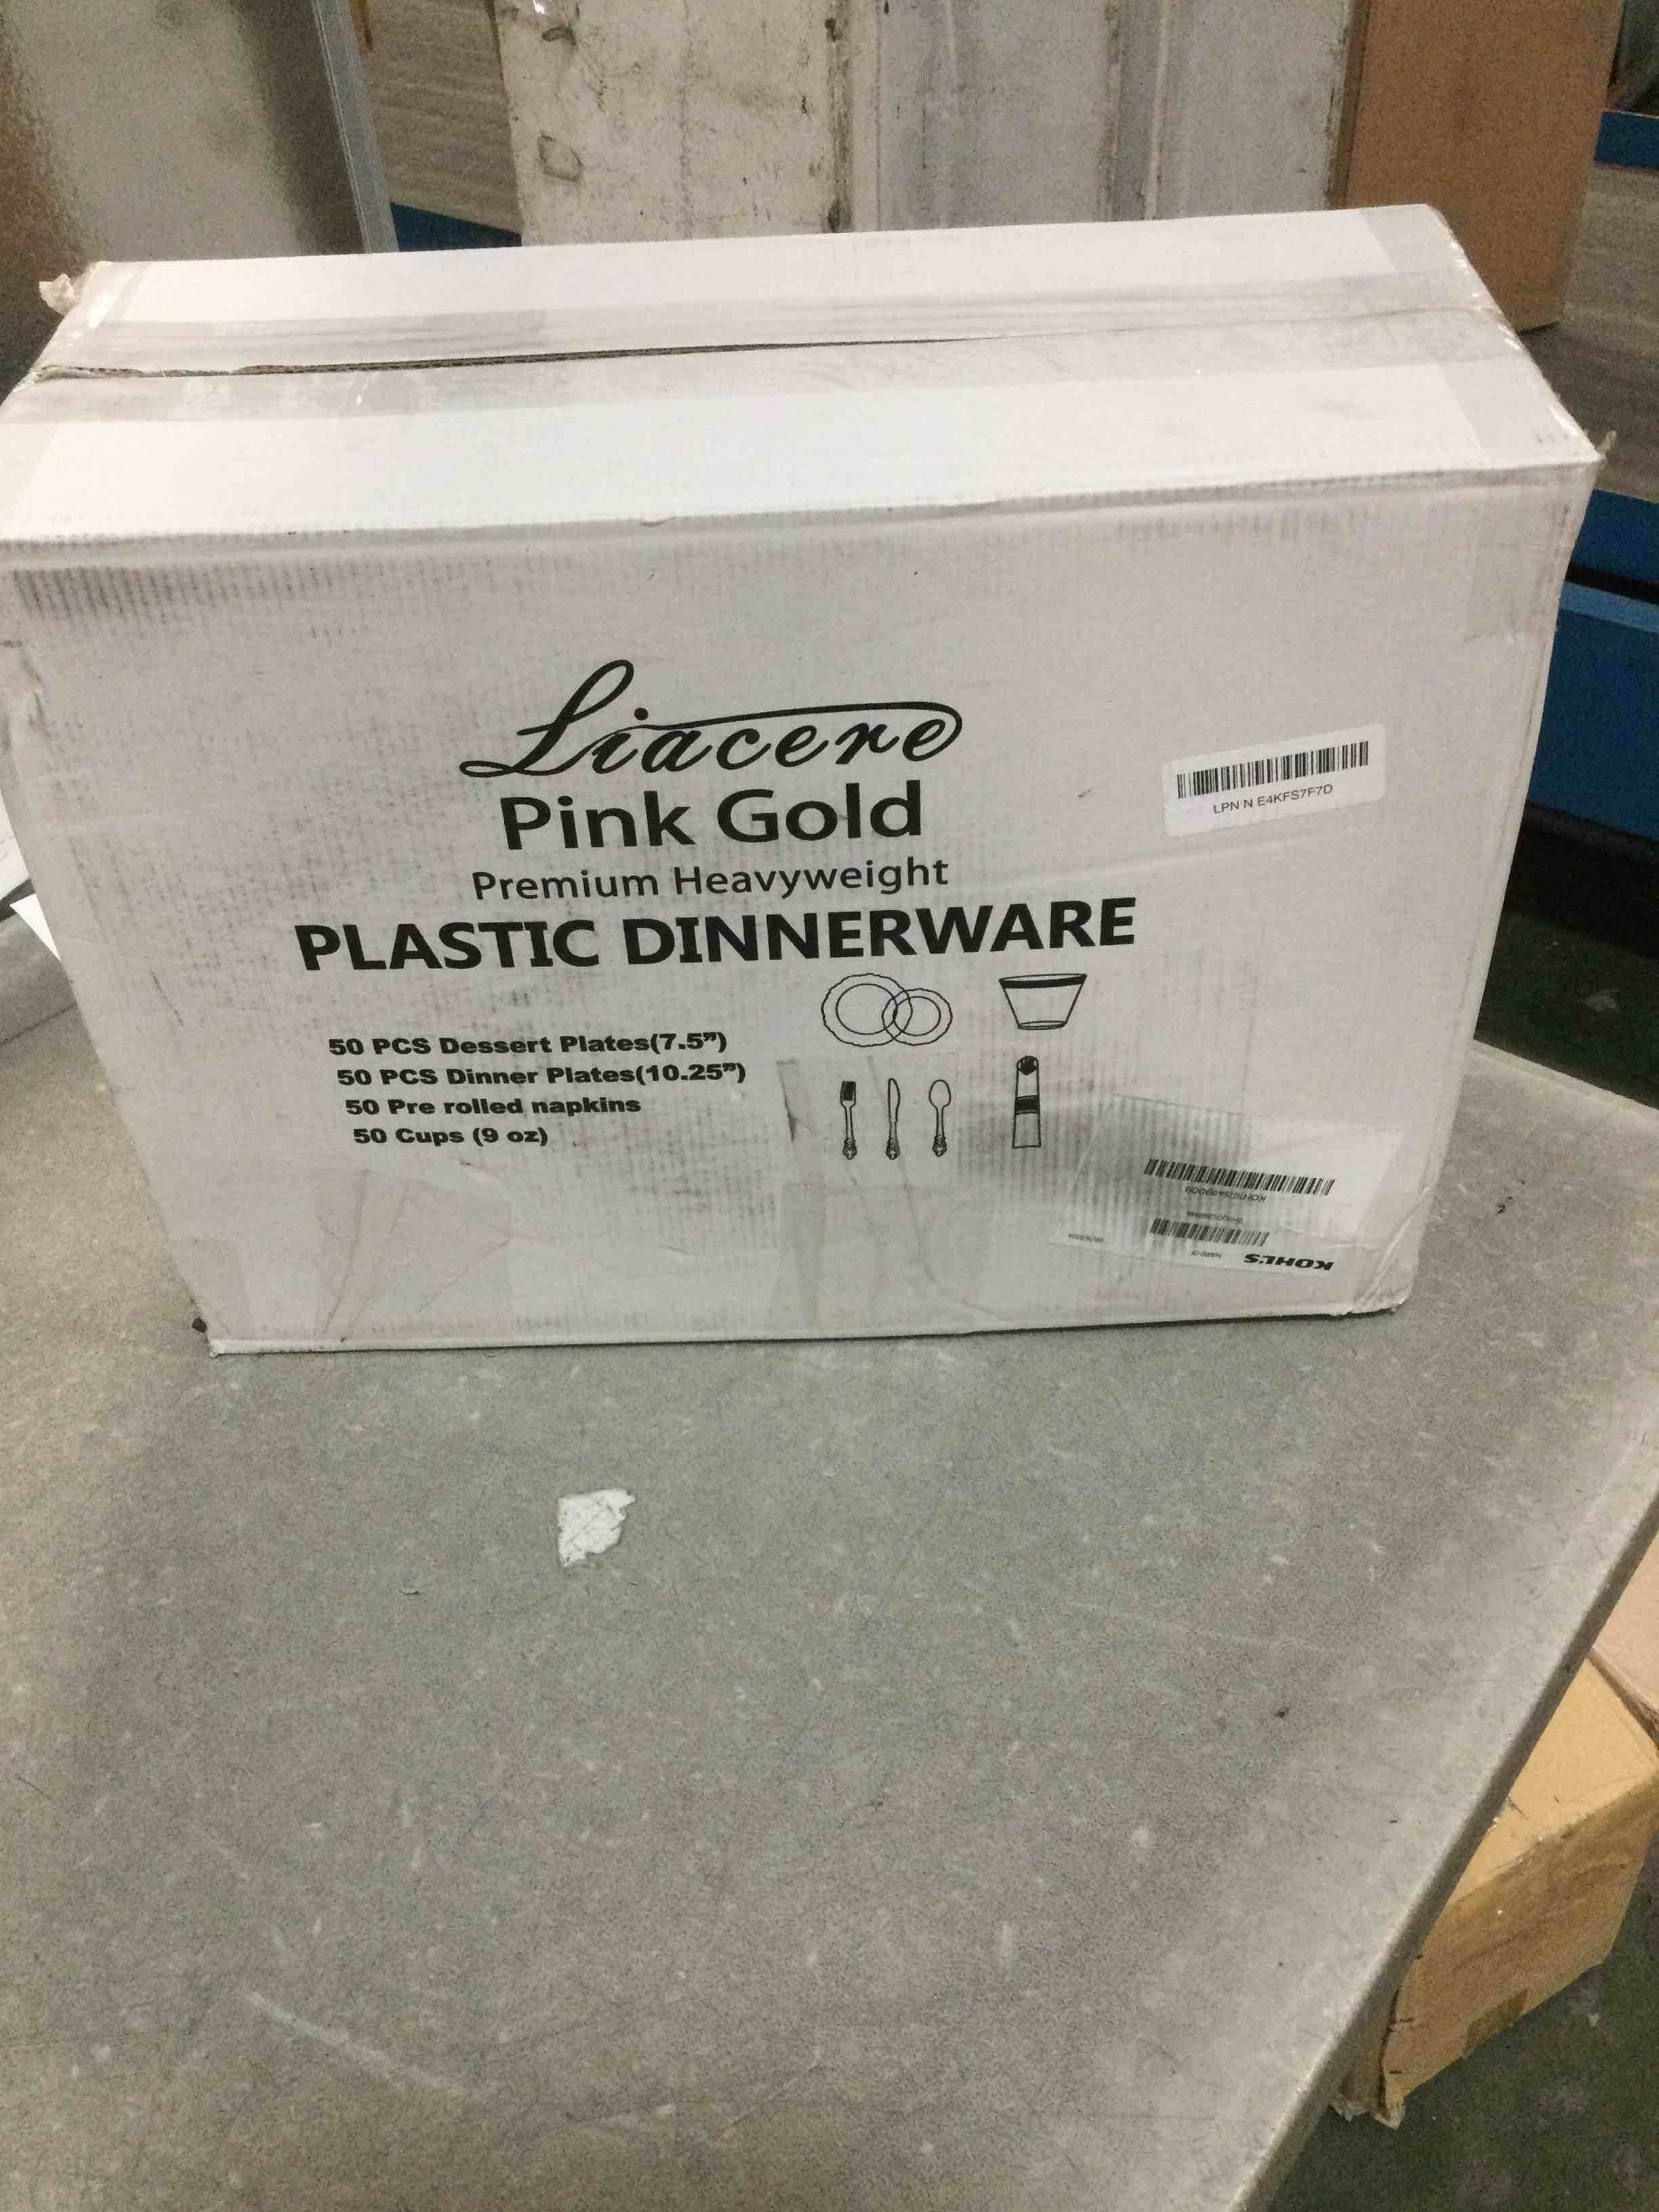 Liacere
Pink Gold
Premium Heavyweight
PLASTIC DINNERWARE
50 PCS Dessert Plates(7.5”)
50 PCS Dinner Plates(10.25”)
50 Pre rolled napkins
50 Cups (9 oz)
LPN N E4KFS7F7D
KOHL'S